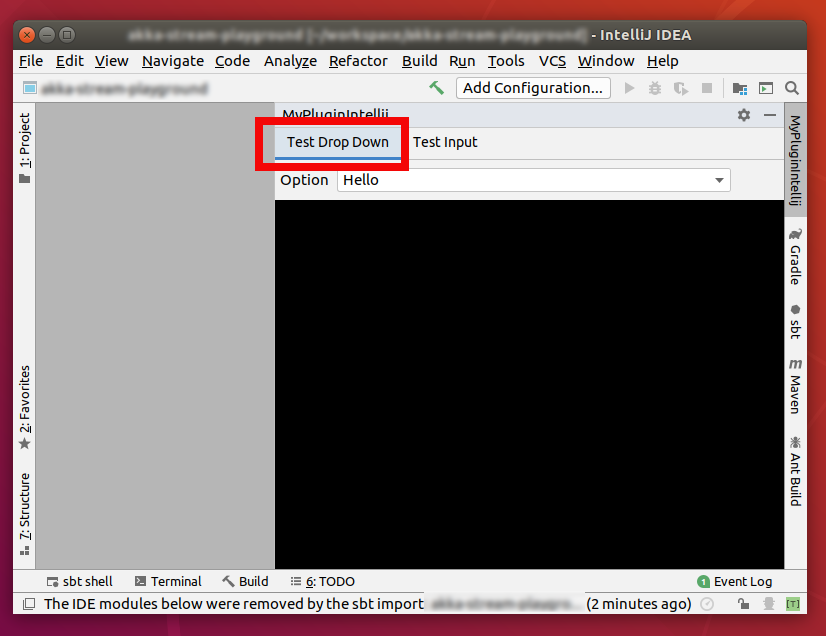 - IntelliJ IDEA
File Edit View Navigate Code Analyze Refactor Build Run Tools VCS Window Help
Add Configuration...
MyPluginIntellij
Test Drop Down Test Input
Option Hello
1: Project
2: Favorites
7: Structure
MyPluginIntellij
Gradle
sbt
m Maven
Ant Build
sbt shell Terminal Build 6: TODO 1 Event Log
The IDE modules below were removed by the sbt import (2 minutes ago) [T]